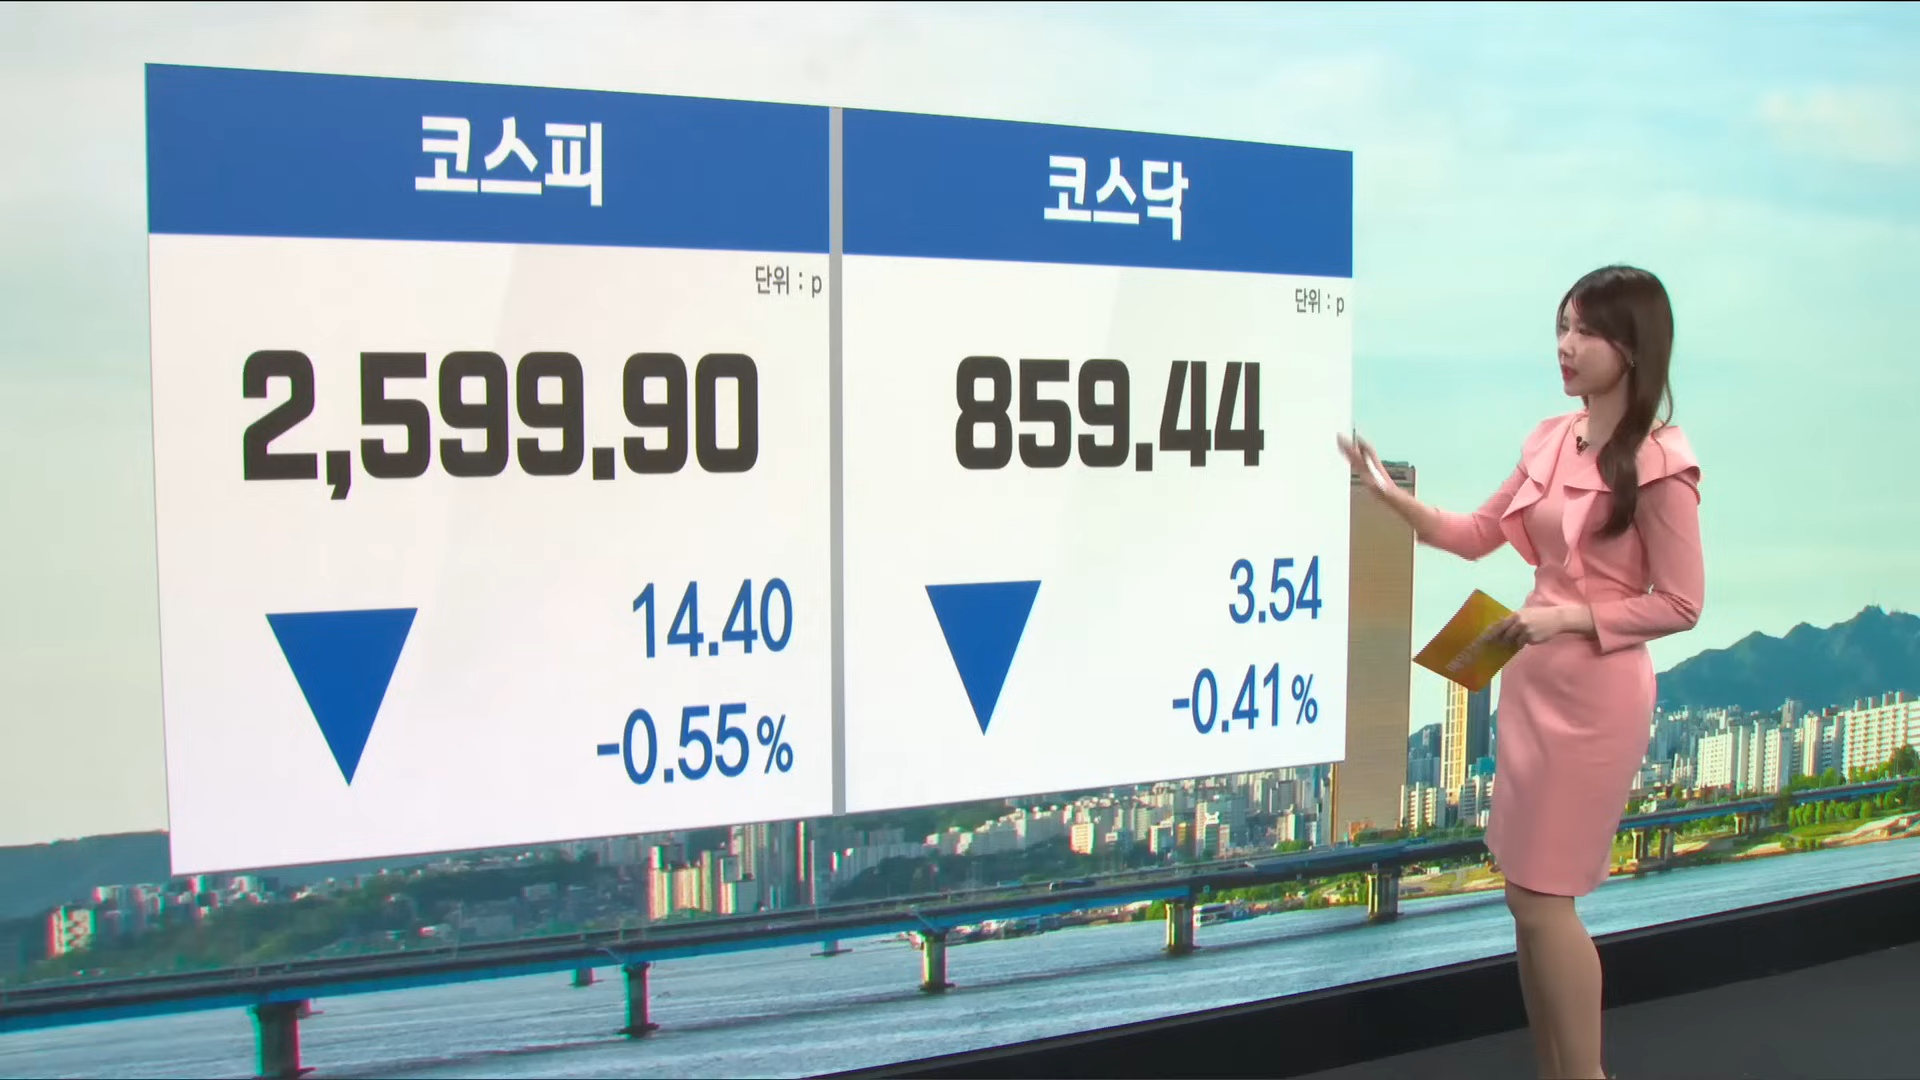 코스피
단위 : p
2,599.90
▼ 14.40
-0.55%
코스닥
단위 : p
859.44
▼ 3.54
-0.41%